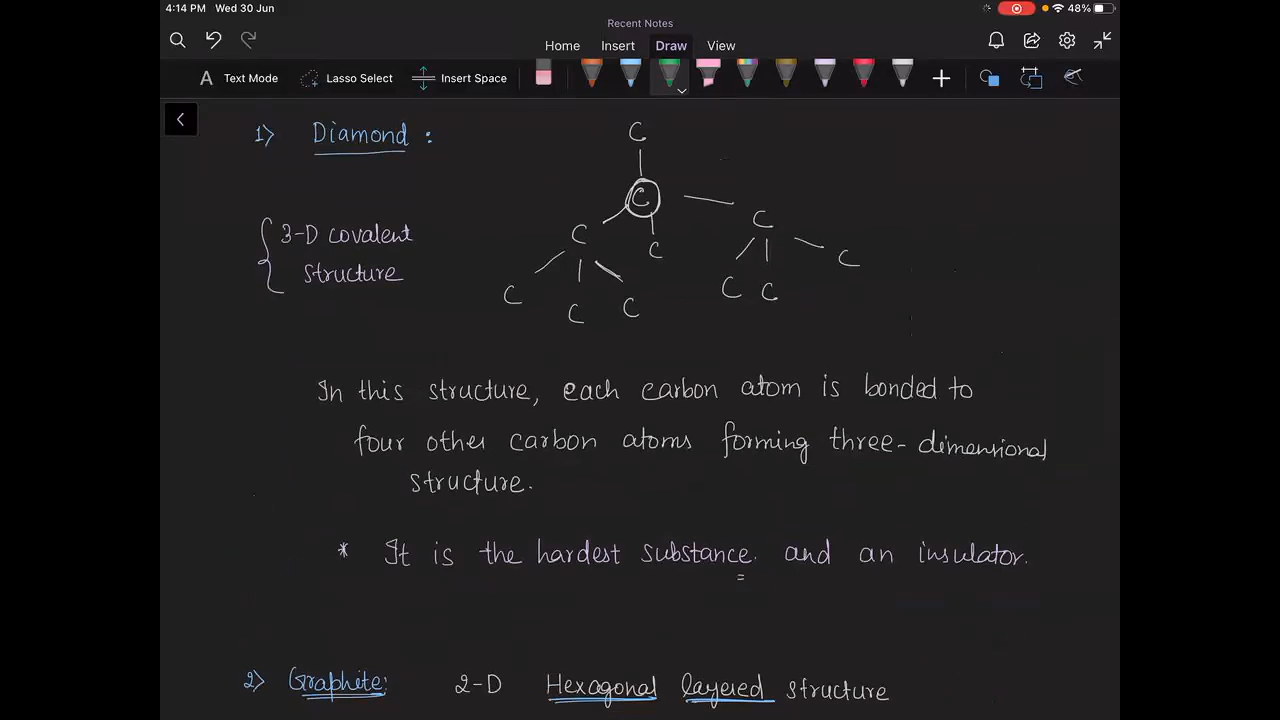 4:14 PM Wed 30 Jun
48%
Recent Notes
Home Insert Draw View
Text Mode Lasso Select Insert Space
1> Diamond :
C
C
C
C
C
3-D covalent
structure
C
C
C
C
C
C
C
In this structure, each carbon atom is bonded to
four other carbon atoms forming three-dimensional
structure.
* It is the hardest substance. and an insulator.
2> Graphite: 2-D Hexagonal layered structure